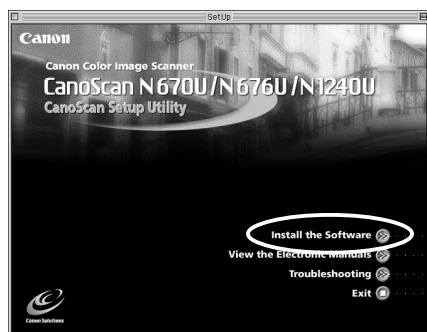 SetUp
Canon
Canon Color Image Scanner
CanoScan N670U/N676U/N1240U
CanoScan Setup Utility
Install the Software
View the Electronic Manuals
Troubleshooting
Exit
Canon Solutions